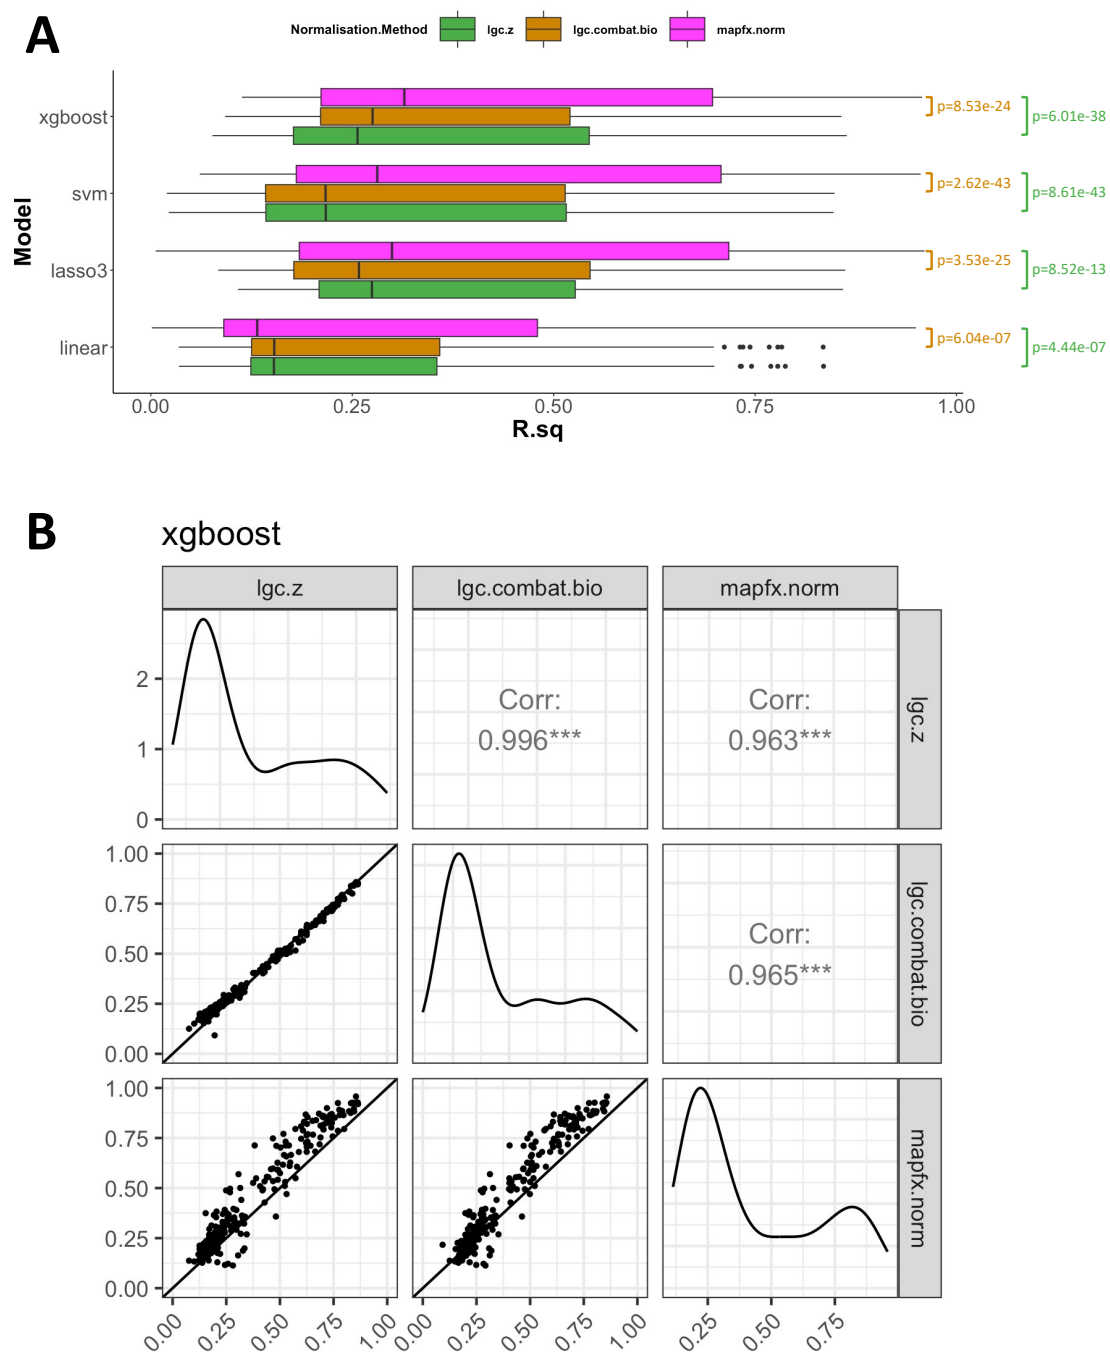 A
Normalisation.Method lgc.z lgc.combat.bio mapfx.norm
Model
xgboost
svm
lasso3
linear
p=8.53e-24 p=6.01e-38
p=2.62e-43 p=8.61e-43
p=3.53e-25 p=8.52e-13
p=6.04e-07 p=4.44e-07
0.00 0.25 0.50 0.75 1.00
R.sq
B
xgboost
lgc.z lgc.combat.bio mapfx.norm
2
1
0
Corr:
0.996***
Corr:
0.963***
lgc.z
1.00
0.75
0.50
0.25
0.00
Corr:
0.965***
lgc.combat.bio
1.00
0.75
0.50
0.25
0.00
mapfx.norm
0.00 0.25 0.50 0.75 1.00
0.00 0.25 0.50 0.75 1.00
0.25 0.50 0.75